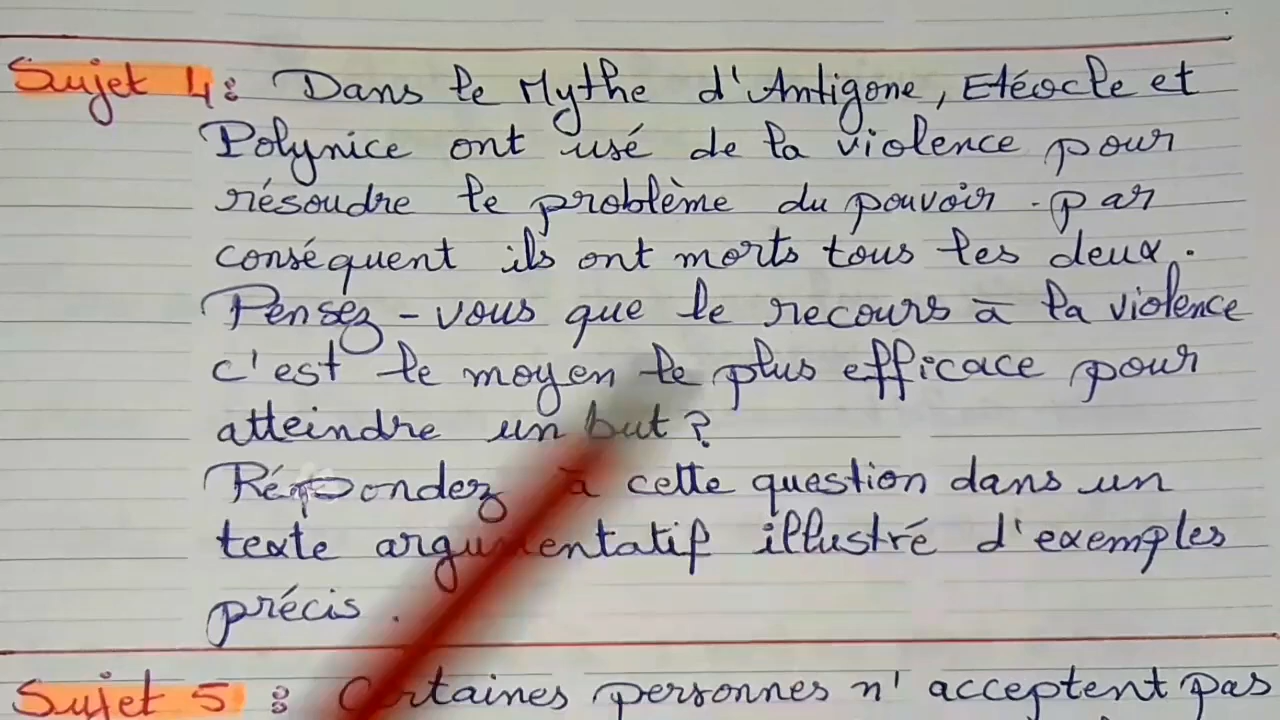 Sujet 4 : Dans le Mythe d'Antigone, Etéocle et
Polynice ont usé de la violence pour
résoudre le problème du pouvoir . par
conséquent ils ont morts tous les deux .
Pensez-vous que le recours à la violence
c'est le moyen le plus efficace pour
atteindre un but ?
Répondez à cette question dans un
texte argumentatif illustré d'exemples
précis .
Sujet 5 : Certaines personnes n'acceptent pas